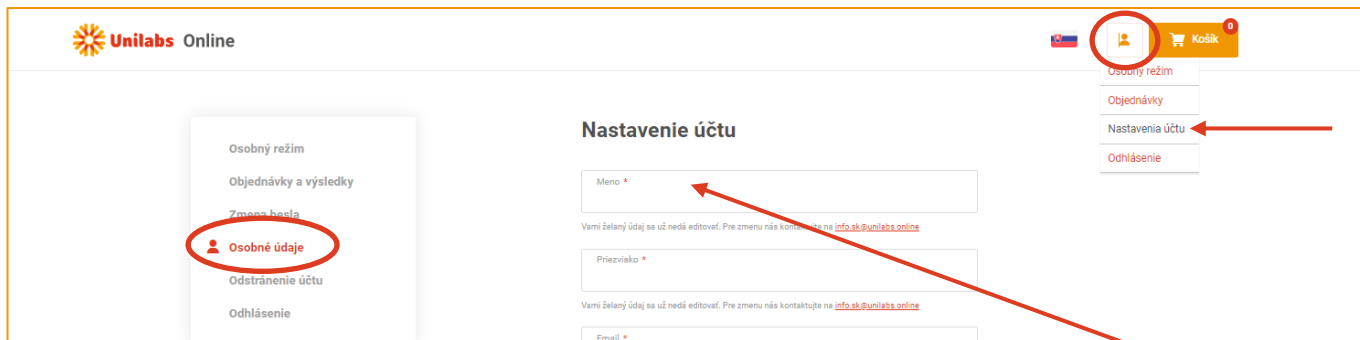 Unilabs Online
0
Košík
Osobný režim
Objednávky
Nastavenia účtu
Odhlásenie
Osobný režim
Objednávky a výsledky
Zmena hesla
Osobné údaje
Odstránenie účtu
Odhlásenie
Nastavenie účtu
Meno *
Vami želaný údaj sa už nedá editovať. Pre zmenu nás kontaktujte na info.sk@unilabs.online
Priezvisko *
Vami želaný údaj sa už nedá editovať. Pre zmenu nás kontaktujte na info.sk@unilabs.online
Email *